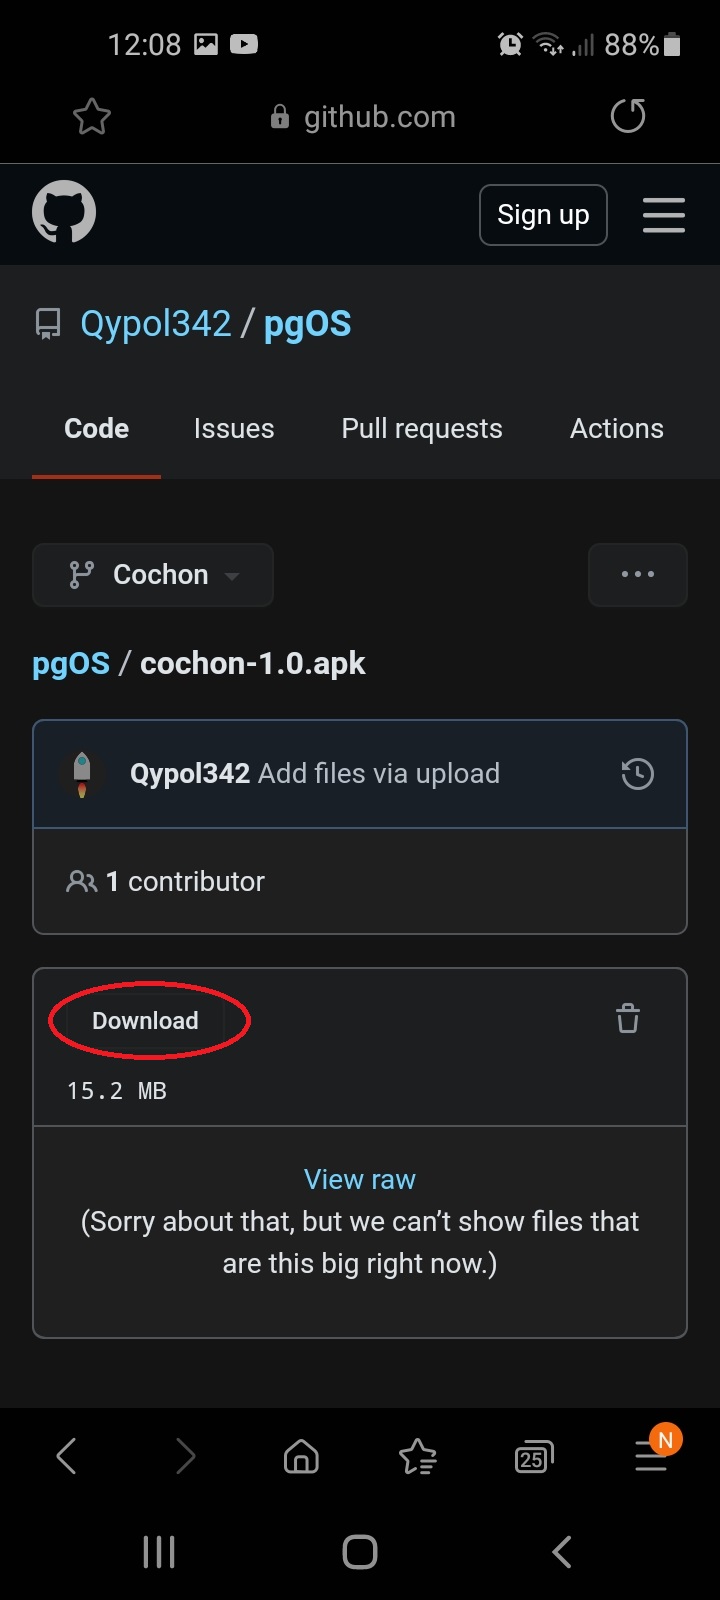 12:08 88%
github.com
Sign up
Qypol342 / pgOS
Code Issues Pull requests Actions
Cochon
pgOS / cochon-1.0.apk
Qypol342 Add files via upload
1 contributor
Download
15.2 MB
View raw
(Sorry about that, but we can’t show files that
are this big right now.)
25 N